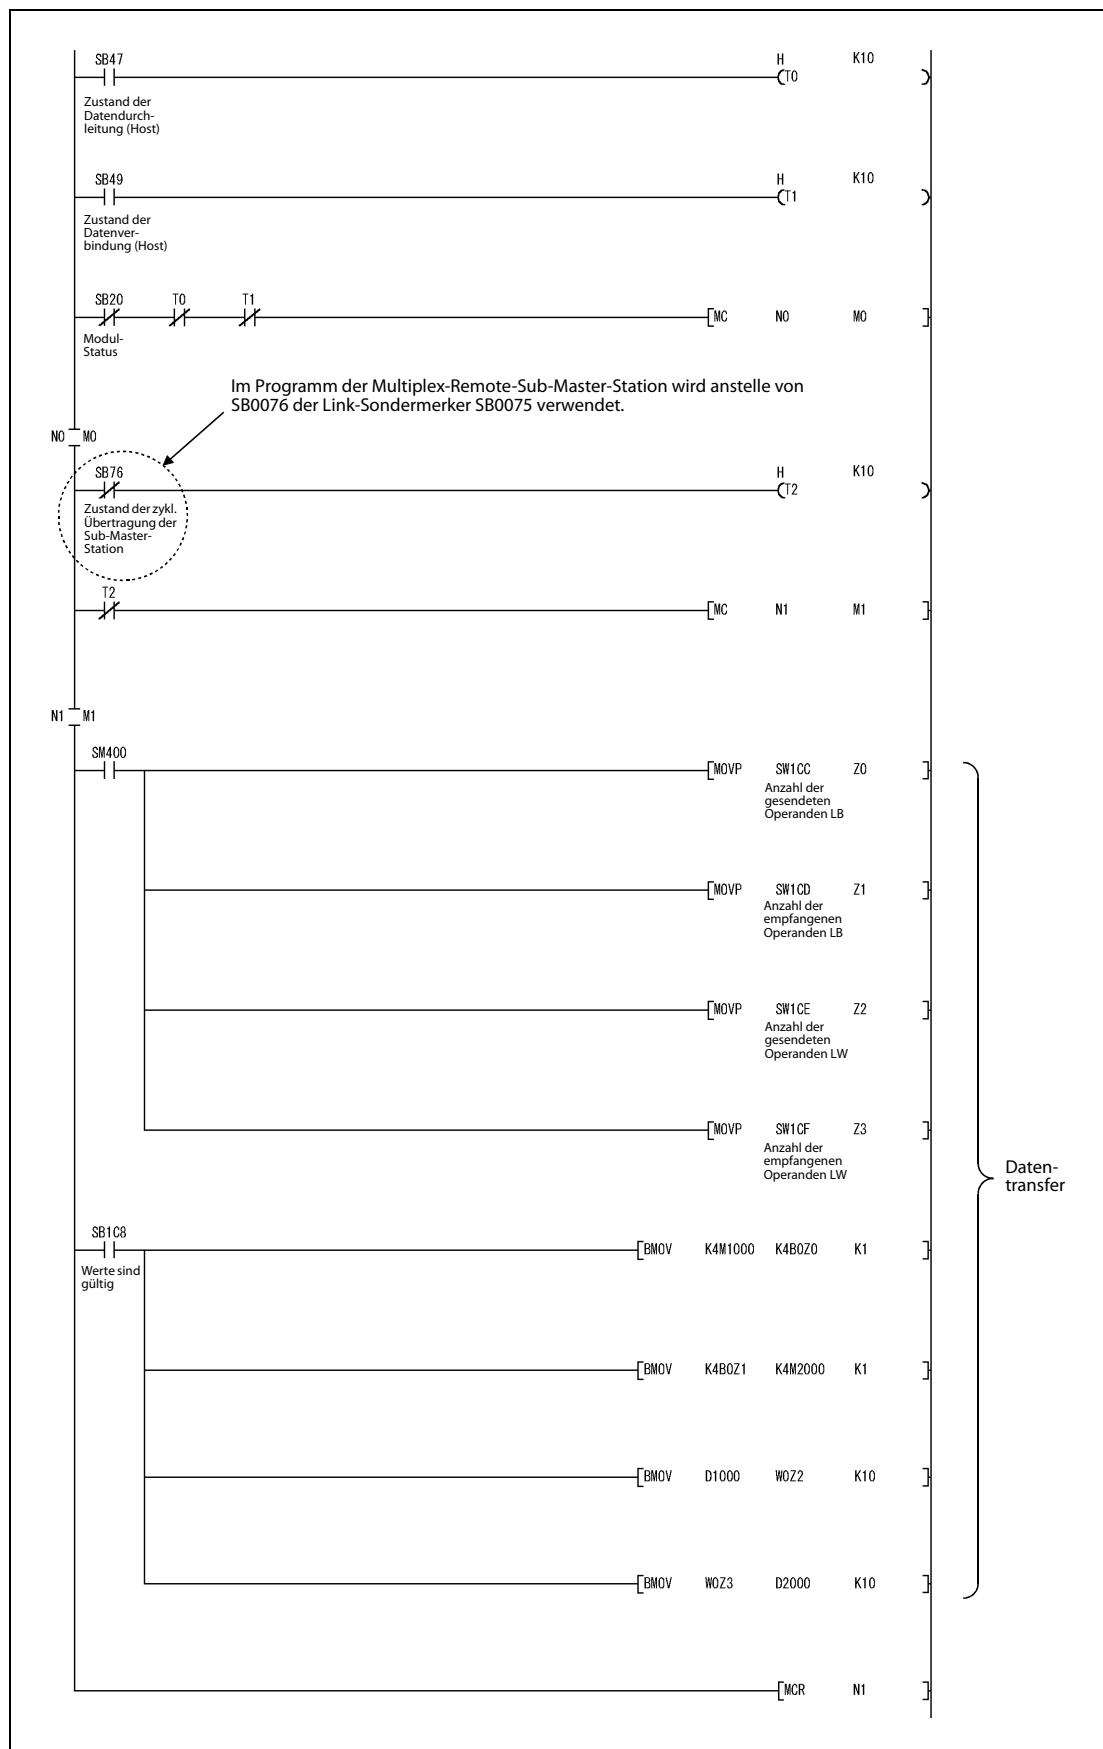 SB47 H K10
T0
Zustand der
Datendurch-
leitung (Host)
SB49 H K10
T1
Zustand der
Datenver-
bindung (Host)
SB20 T0 T1
MC N0 M0
Modul-
Status
Im Programm der Multiplex-Remote-Sub-Master-Station wird anstelle von
SB0076 der Link-Sondermerker SB0075 verwendet.
N0 M0
SB76 H K10
T2
Zustand der zykl.
Übertragung der
Sub-Master-
Station
T2
MC N1 M1
N1 M1
SM400
MOVP SW1CC Z0
Anzahl der
gesendeten
Operanden LB
MOVP SW1CD Z1
Anzahl der
empfangenen
Operanden LB
MOVP SW1CE Z2
Anzahl der
gesendeten
Operanden LW
MOVP SW1CF Z3
Anzahl der
empfangenen
Operanden LW
Daten-
transfer
SB1C8
BMOV K4M1000 K4B0Z0 K1
Werte sind
gültig
BMOV K4B0Z1 K4M2000 K1
BMOV D1000 W0Z2 K10
BMOV W0Z3 D2000 K10
MCR N1